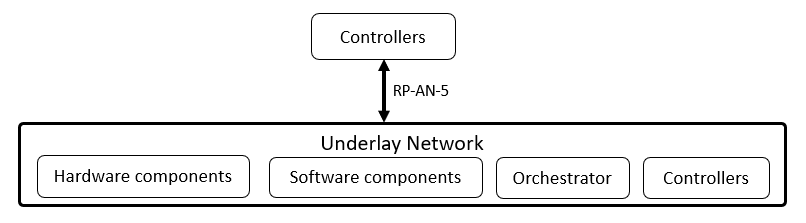 Controllers
RP-AN-5
Underlay Network
Hardware components
Software components
Orchestrator
Controllers